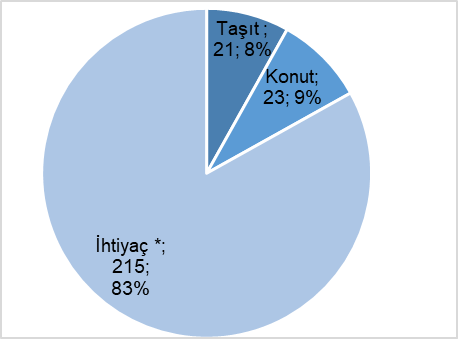 Taşıt ;
21; 8%
Konut;
23; 9%
İhtiyaç *;
215;
83%